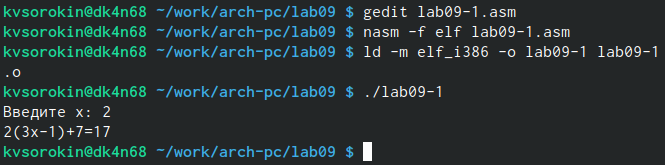 kvsorokin@dk4n68 ~/work/arch-pc/lab09 $ gedit lab09-1.asm
kvsorokin@dk4n68 ~/work/arch-pc/lab09 $ nasm -f elf lab09-1.asm
kvsorokin@dk4n68 ~/work/arch-pc/lab09 $ ld -m elf_i386 -o lab09-1 lab09-1
.o
kvsorokin@dk4n68 ~/work/arch-pc/lab09 $ ./lab09-1
Введите x: 2
2(3x-1)+7=17
kvsorokin@dk4n68 ~/work/arch-pc/lab09 $